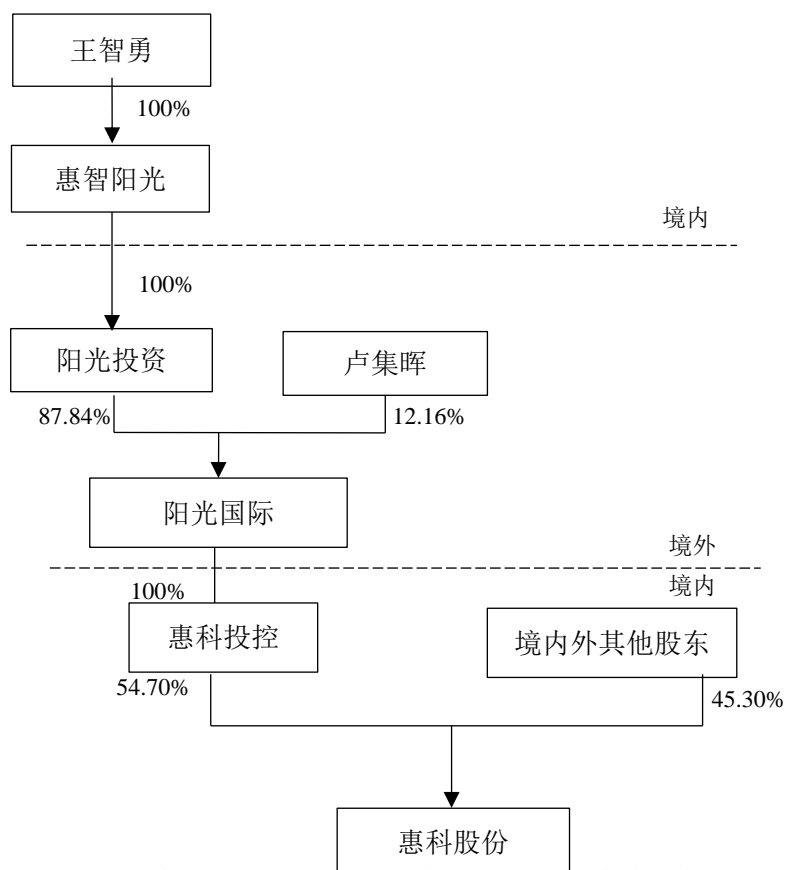 王智勇
100%
惠智阳光
境内
100%
阳光投资
卢集晖
87.84%
12.16%
阳光国际
境外
境内
100%
惠科投控
境内外其他股东
54.70%
45.30%
惠科股份